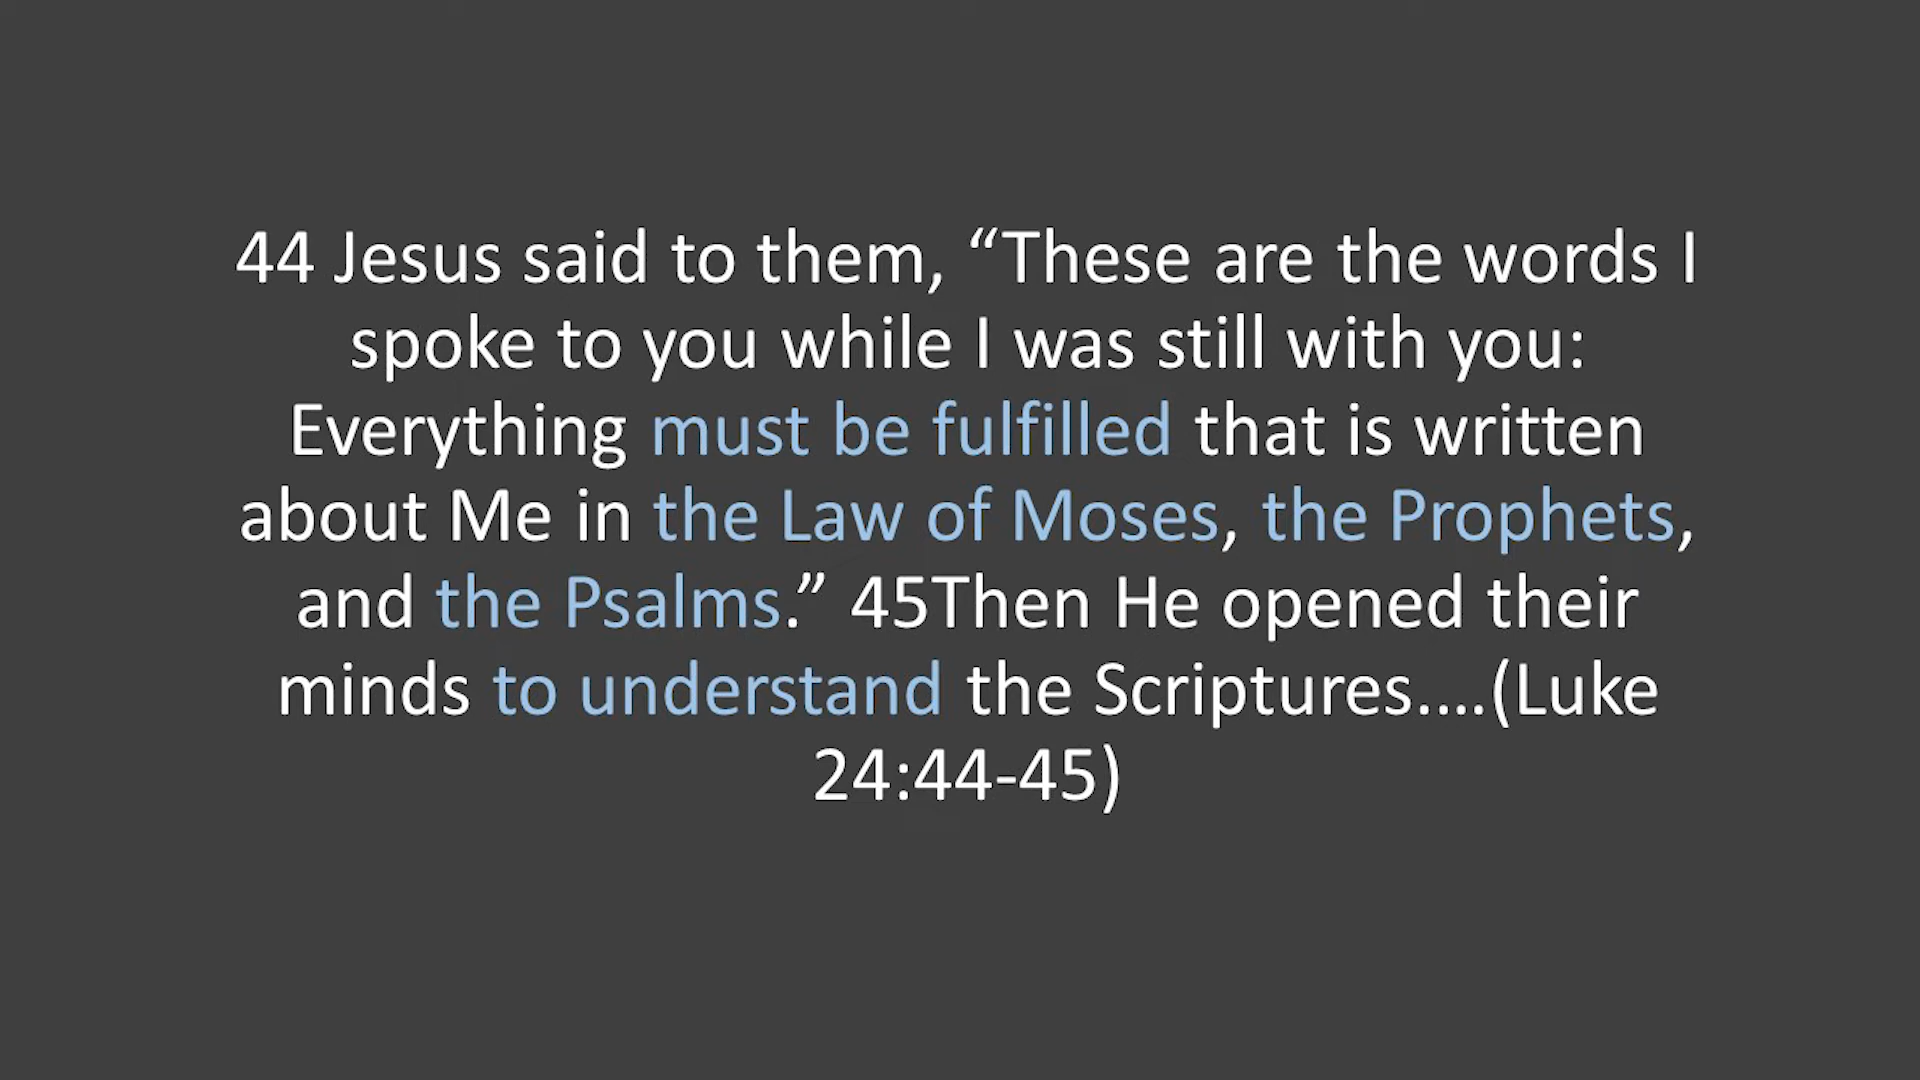 44 Jesus said to them, “These are the words I
spoke to you while I was still with you:
Everything must be fulfilled that is written
about Me in the Law of Moses, the Prophets,
and the Psalms.” 45Then He opened their
minds to understand the Scriptures.…(Luke
24:44-45)